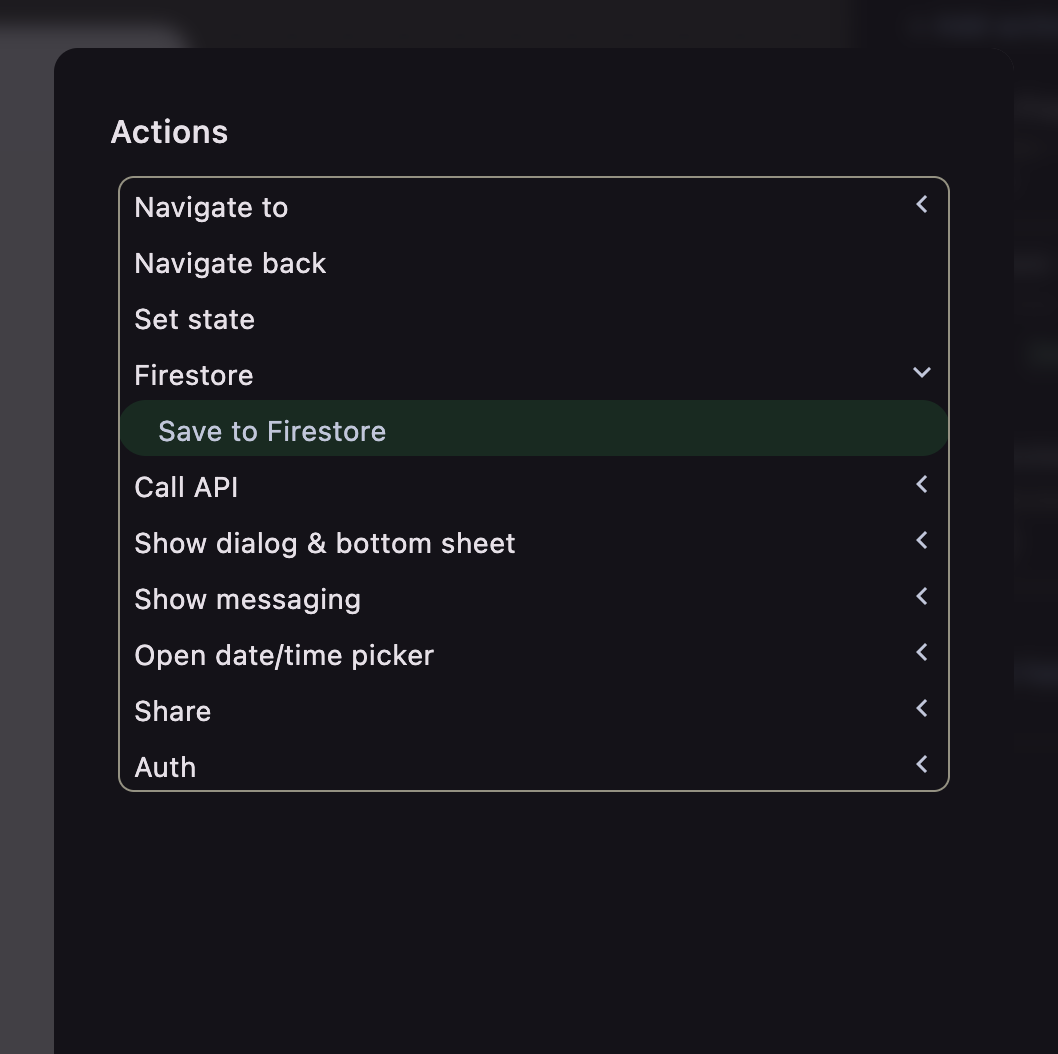 Actions
Navigate to
Navigate back
Set state
Firestore
Save to Firestore
Call API
Show dialog & bottom sheet
Show messaging
Open date/time picker
Share
Auth